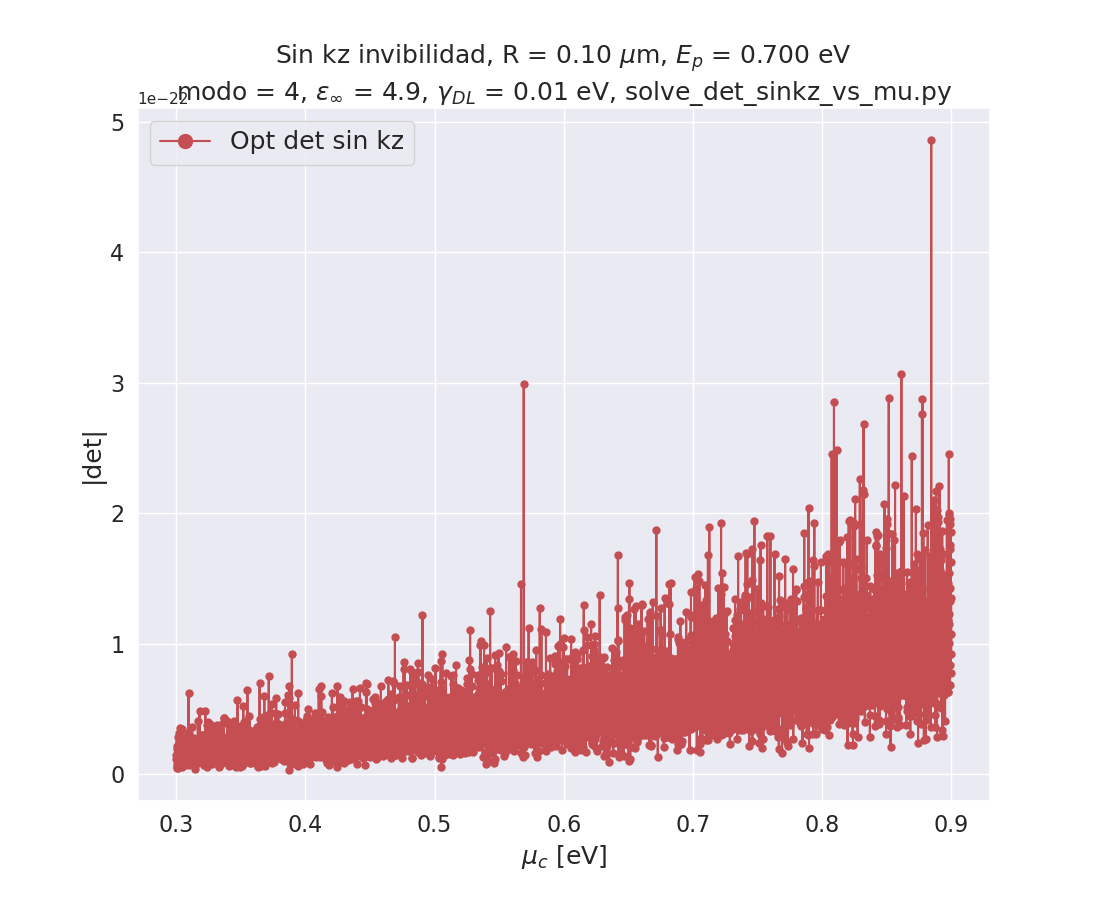 Sin kz invibilidad, R = 0.10 μm, E_p = 0.700 eV
modo = 4, ε_∞ = 4.9, γ_DL = 0.01 eV, solve_det_sinkz_vs_mu.py
1e−22
Opt det sin kz
5
4
3
2
1
0
|det|
0.3 0.4 0.5 0.6 0.7 0.8 0.9
μ_c [eV]